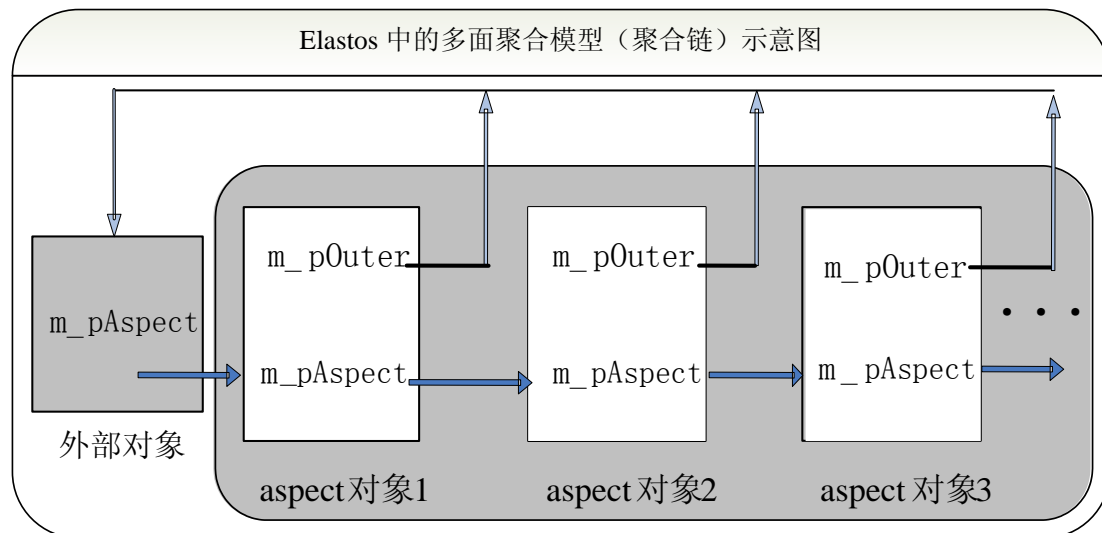 Elastos 中的多面聚合模型（聚合链）示意图
m_pOuter
m_pOuter
m_pOuter
m_pAspect
m_pAspect
m_pAspect
m_pAspect
• • •
外部对象
aspect对象1
aspect对象2
aspect对象3